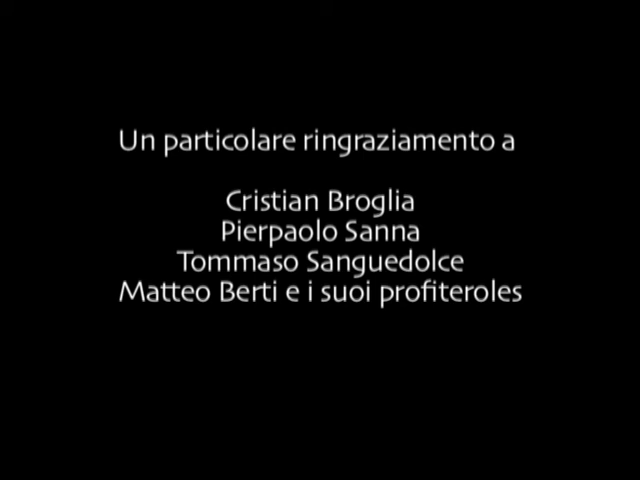 Un particolare ringraziamento a
Cristian Broglia
Pierpaolo Sanna
Tommaso Sanguedolce
Matteo Berti e i suoi profiteroles